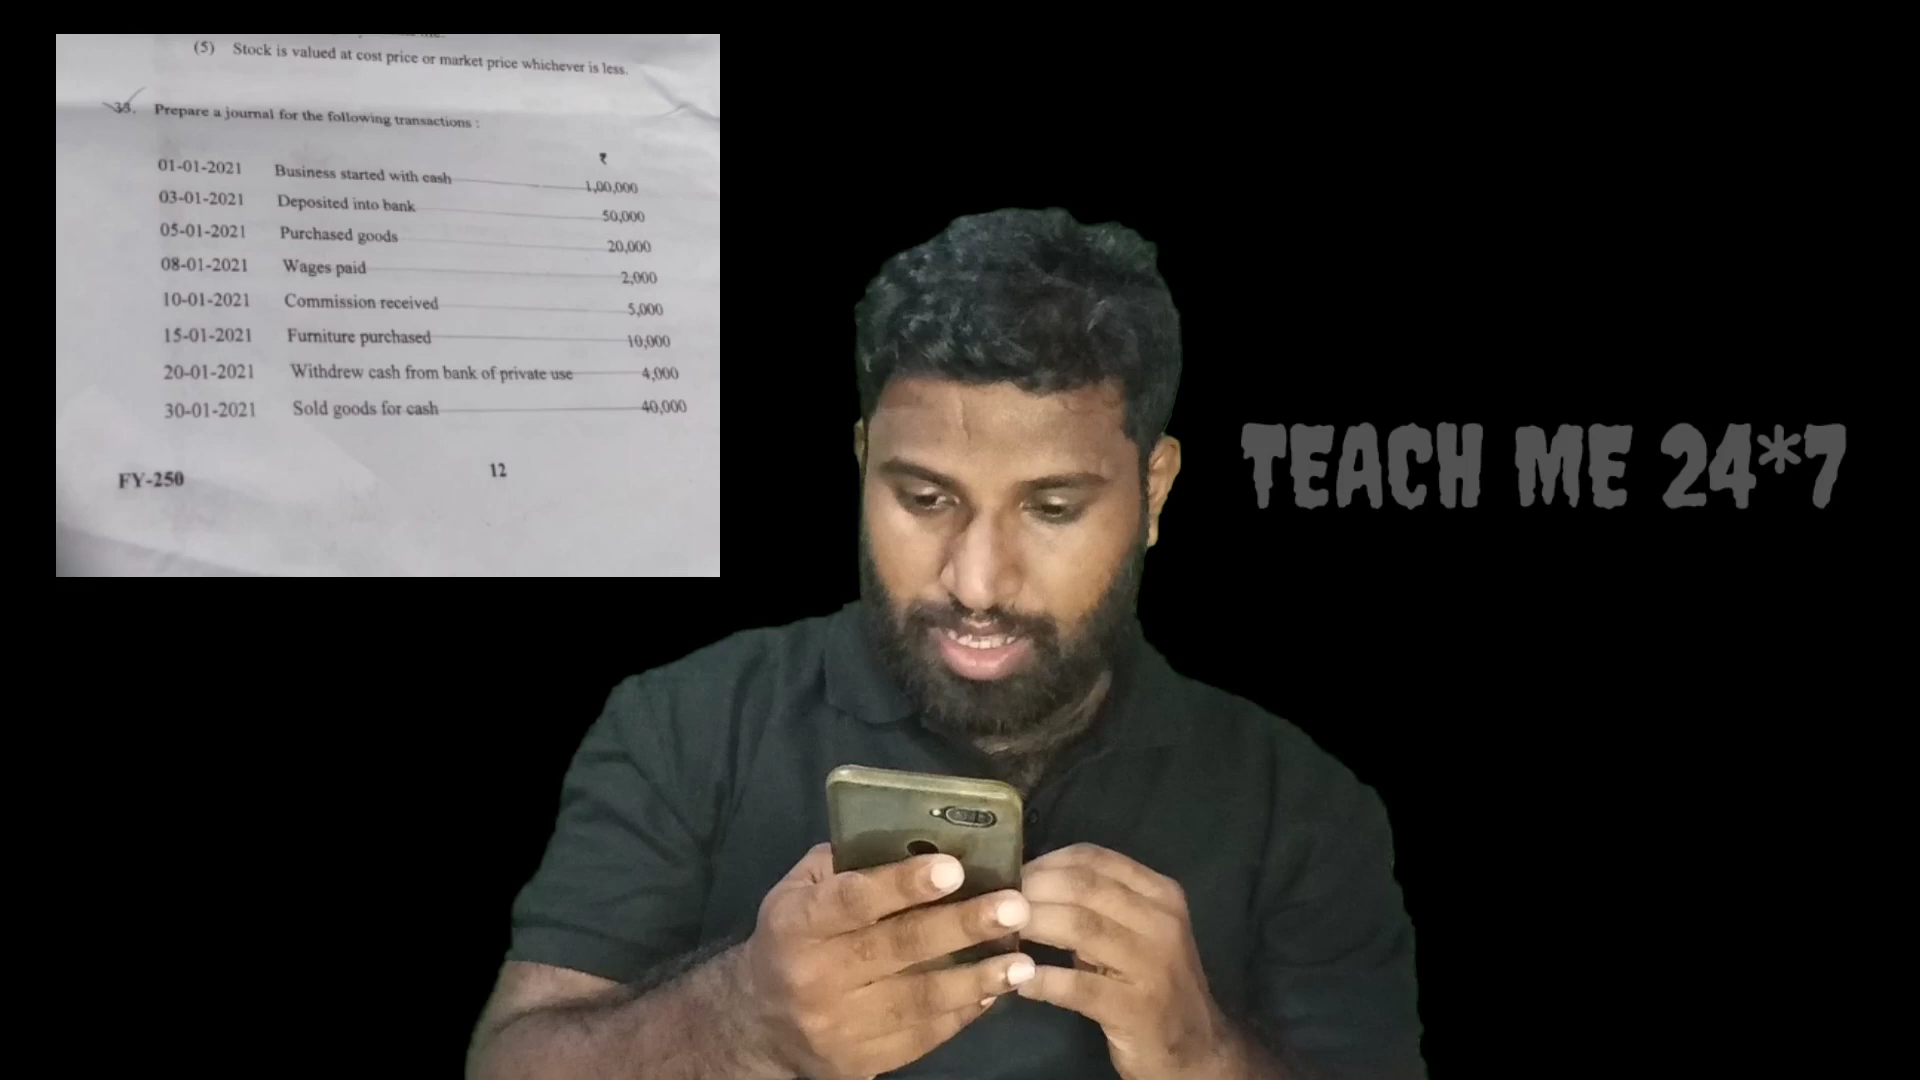 (5) Stock is valued at cost price or market price whichever is less.
33. Prepare a journal for the following transactions :
₹
01-01-2021 Business started with cash 1,00,000
03-01-2021 Deposited into bank 50,000
05-01-2021 Purchased goods 20,000
08-01-2021 Wages paid 2,000
10-01-2021 Commission received 5,000
15-01-2021 Furniture purchased 10,000
20-01-2021 Withdrew cash from bank of private use 4,000
30-01-2021 Sold goods for cash 40,000
FY-250 12
TEACH ME 24*7